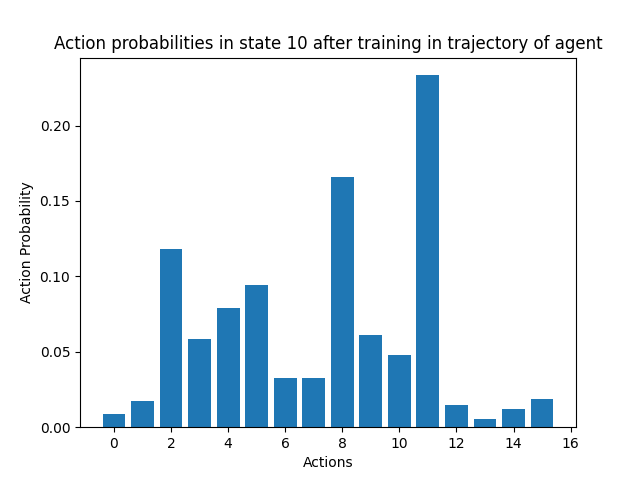 Action probabilities in state 10 after training in trajectory of agent
0.20
0.15
0.10
0.05
0.00
Action Probability
0 2 4 6 8 10 12 14 16
Actions